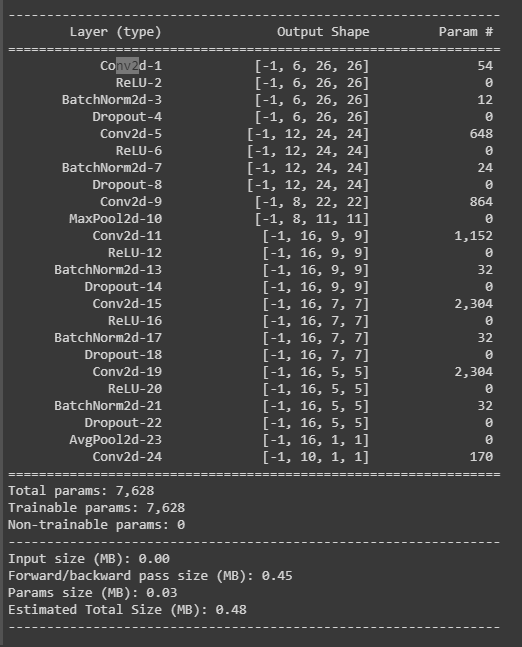 ----------------------------------------------------------------
Layer (type) Output Shape Param #
================================================================
Conv2d-1 [-1, 6, 26, 26] 54
ReLU-2 [-1, 6, 26, 26] 0
BatchNorm2d-3 [-1, 6, 26, 26] 12
Dropout-4 [-1, 6, 26, 26] 0
Conv2d-5 [-1, 12, 24, 24] 648
ReLU-6 [-1, 12, 24, 24] 0
BatchNorm2d-7 [-1, 12, 24, 24] 24
Dropout-8 [-1, 12, 24, 24] 0
Conv2d-9 [-1, 8, 22, 22] 864
MaxPool2d-10 [-1, 8, 11, 11] 0
Conv2d-11 [-1, 16, 9, 9] 1,152
ReLU-12 [-1, 16, 9, 9] 0
BatchNorm2d-13 [-1, 16, 9, 9] 32
Dropout-14 [-1, 16, 9, 9] 0
Conv2d-15 [-1, 16, 7, 7] 2,304
ReLU-16 [-1, 16, 7, 7] 0
BatchNorm2d-17 [-1, 16, 7, 7] 32
Dropout-18 [-1, 16, 7, 7] 0
Conv2d-19 [-1, 16, 5, 5] 2,304
ReLU-20 [-1, 16, 5, 5] 0
BatchNorm2d-21 [-1, 16, 5, 5] 32
Dropout-22 [-1, 16, 5, 5] 0
AvgPool2d-23 [-1, 16, 1, 1] 0
Conv2d-24 [-1, 10, 1, 1] 170
================================================================
Total params: 7,628
Trainable params: 7,628
Non-trainable params: 0
----------------------------------------------------------------
Input size (MB): 0.00
Forward/backward pass size (MB): 0.45
Params size (MB): 0.03
Estimated Total Size (MB): 0.48
----------------------------------------------------------------